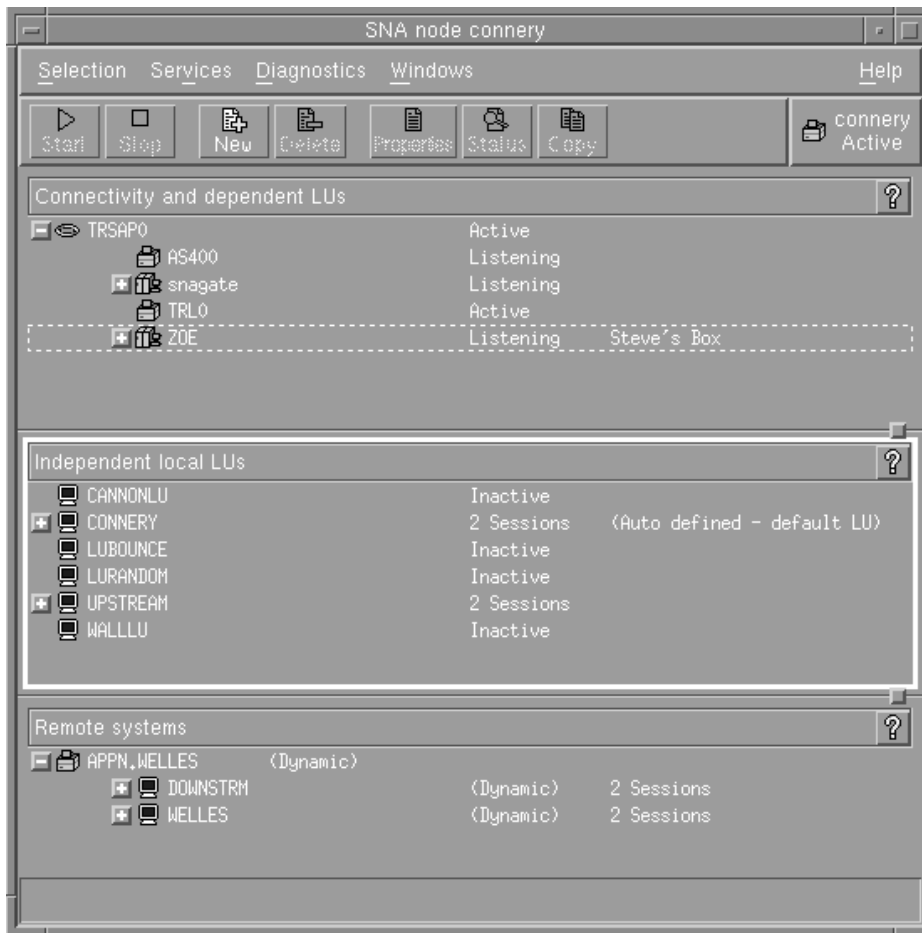 SNA node connery
Selection Services Diagnostics Windows Help
Start Stop New Delete Properties Status Copy connery
Active
Connectivity and dependent LUs ?
TRSAP0 Active
AS400 Listening
snagate Listening
TRL0 Active
ZOE Listening Steve's Box
Independent local LUs ?
CANNONLU Inactive
CONNERY 2 Sessions (Auto defined - default LU)
LUBOUNCE Inactive
LURANDOM Inactive
UPSTREAM 2 Sessions
WALLLU Inactive
Remote systems ?
APPN.WELLES (Dynamic)
DOWNSTRM (Dynamic) 2 Sessions
WELLES (Dynamic) 2 Sessions